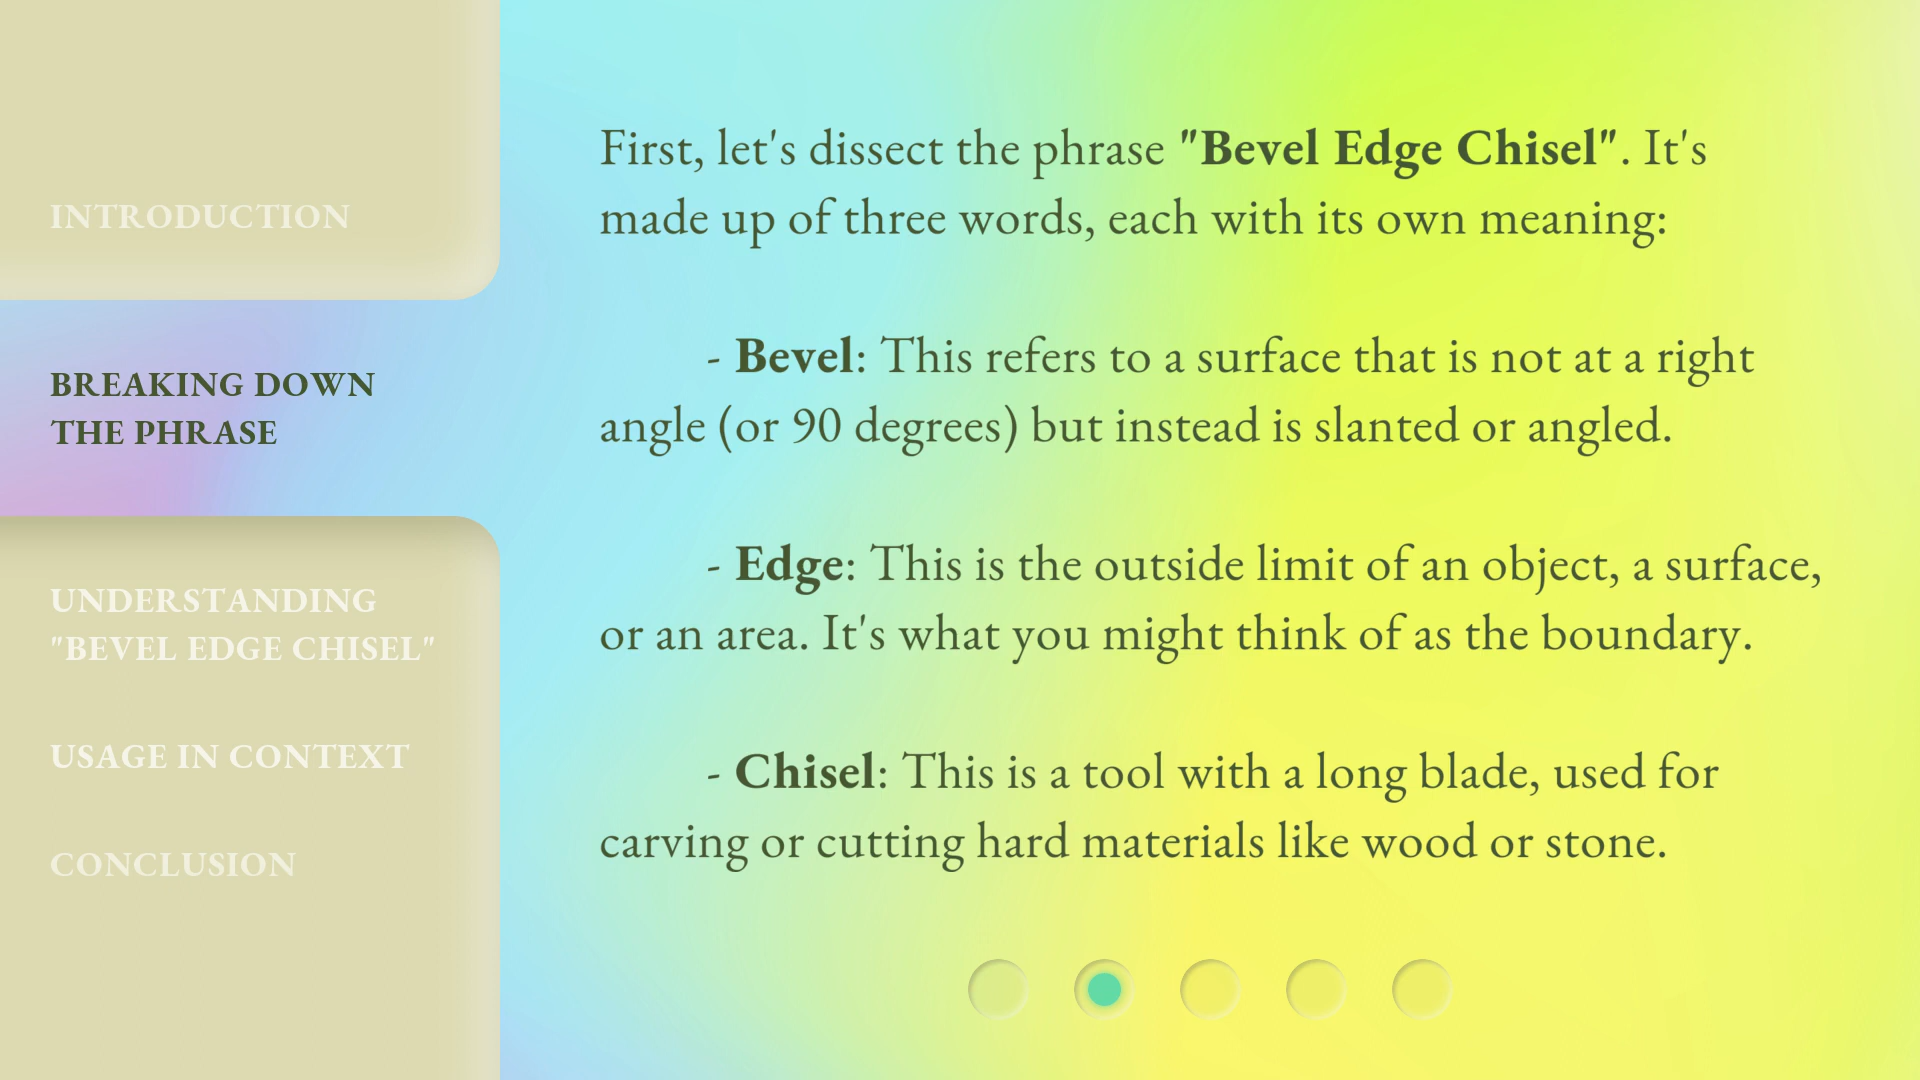 INTRODUCTION
BREAKING DOWN
THE PHRASE
UNDERSTANDING
"BEVEL EDGE CHISEL"
USAGE IN CONTEXT
CONCLUSION
First, let's dissect the phrase "Bevel Edge Chisel". It's
made up of three words, each with its own meaning:
- Bevel: This refers to a surface that is not at a right
angle (or 90 degrees) but instead is slanted or angled.
- Edge: This is the outside limit of an object, a surface,
or an area. It's what you might think of as the boundary.
- Chisel: This is a tool with a long blade, used for
carving or cutting hard materials like wood or stone.